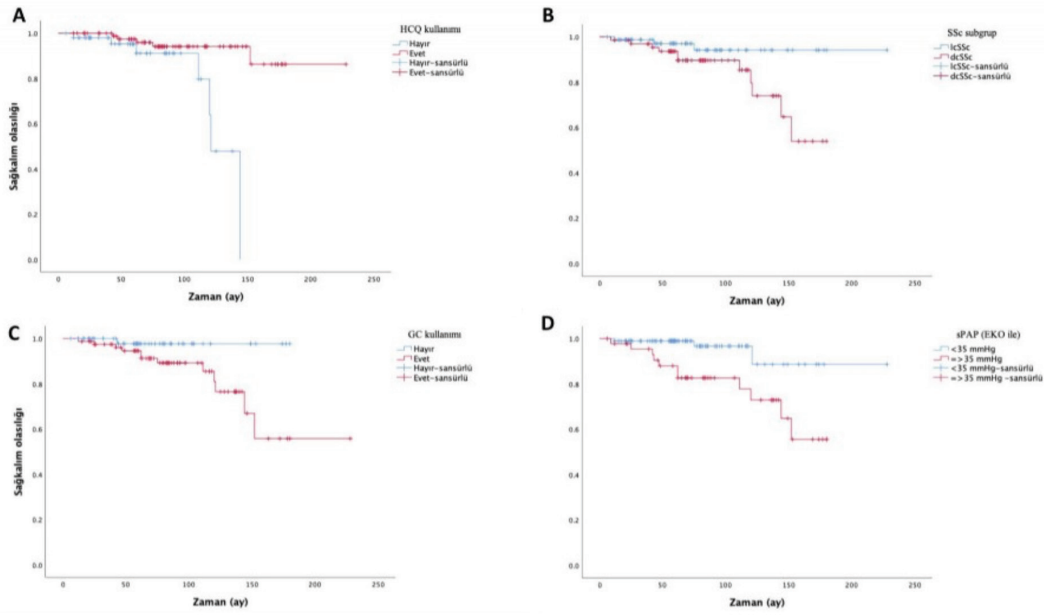 A
HCQ kullanımı
Hayır
Evet
Hayır-sansürlü
Evet-sansürlü
1.0
0.8
0.6
0.4
0.2
0.0
Sağkalım olasılığı
0 50 100 150 200 250
Zaman (ay)
B
SSc subgrup
lcSSc
dcSSc
lcSSc-sansürlü
dcSSc-sansürlü
1.0
0.8
0.6
0.4
0.2
0.0
0 50 100 150 200 250
Zaman (ay)
C
GC kullanımı
Hayır
Evet
Hayır-sansürlü
Evet-sansürlü
1.0
0.8
0.6
0.4
0.2
0.0
Sağkalım olasılığı
0 50 100 150 200 250
Zaman (ay)
D
sPAP (EKO ile)
<35 mmHg
=>35 mmHg
<35 mmHg-sansürlü
=>35 mmHg -sansürlü
1.0
0.8
0.6
0.4
0.2
0.0
0 50 100 150 200 250
Zaman (ay)